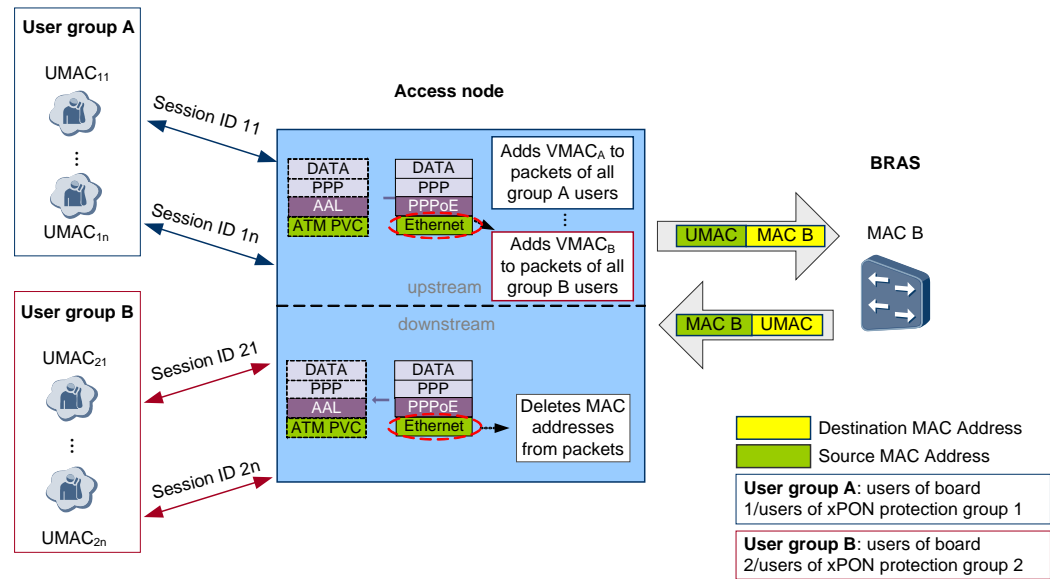 User group A
UMAC11
...
UMAC1n
Session ID 11
Session ID 1n
User group B
UMAC21
...
UMAC2n
Session ID 21
Session ID 2n
Access node
DATA
PPP
AAL
ATM PVC
DATA
PPP
PPPoE
Ethernet
Adds VMACA to
packets of all
group A users
...
Adds VMACB
to packets of all
group B users
upstream
downstream
DATA
PPP
AAL
ATM PVC
DATA
PPP
PPPoE
Ethernet
Deletes MAC
addresses
from packets
BRAS
UMAC MAC B
MAC B
MAC B UMAC
Destination MAC Address
Source MAC Address
User group A: users of board
1/users of xPON protection group 1
User group B: users of board
2/users of xPON protection group 2